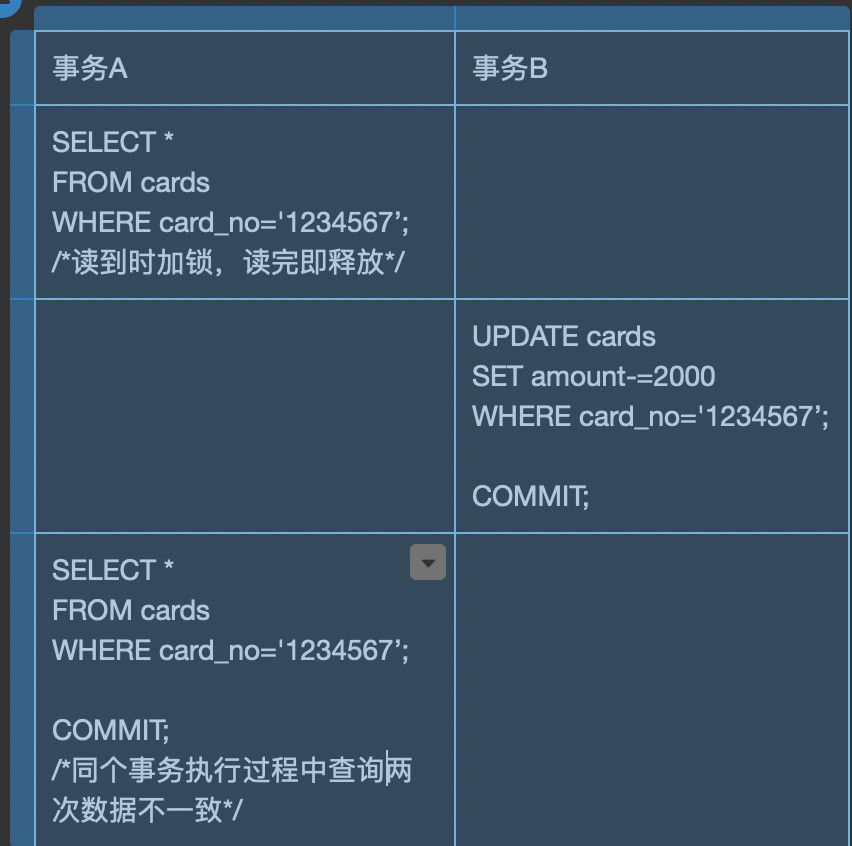 事务A
事务B
SELECT *
FROM cards
WHERE card_no='1234567’;
/*读到时加锁，读完即释放*/
UPDATE cards
SET amount-=2000
WHERE card_no='1234567’;
COMMIT;
SELECT *
FROM cards
WHERE card_no='1234567’;
COMMIT;
/*同个事务执行过程中查询两
次数据不一致*/